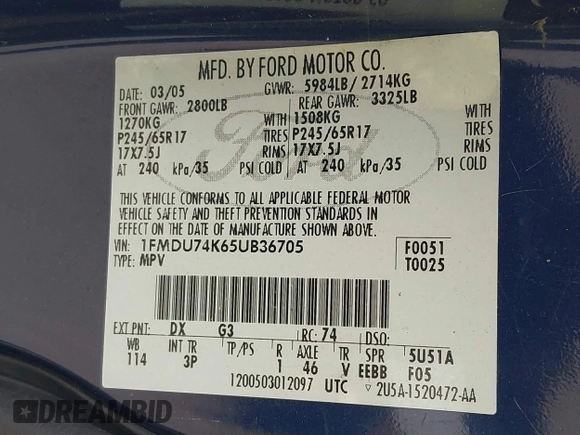 MFD. BY FORD MOTOR CO.
DATE: 03/05 GVWR: 5984LB / 2714KG
FRONT GAWR: 2800LB REAR GAWR: 3325LB
1270KG WITH 1508KG WITH
P245/65R17 TIRES P245/65R17 TIRES
17X7.5J RIMS 17X7.5J RIMS
AT 240 kPa/35 PSI COLD AT 240 kPa/35 PSI COLD
Ford
THIS VEHICLE CONFORMS TO ALL APPLICABLE FEDERAL MOTOR
VEHICLE SAFETY AND THEFT PREVENTION STANDARDS IN
EFFECT ON THE DATE OF MANUFACTURE SHOWN ABOVE.
VIN: 1FMDU74K65UB36705 F0051
TYPE: MPV T0025
EXT PNT: DX G3 RC: 74 DSO:
WB INT TR TP/PS R AXLE TR SPR 5U51A
114 3P 1 46 V EEBB F05
1200503012097 UTC 2U5A-1520472-AA
DREAMBID